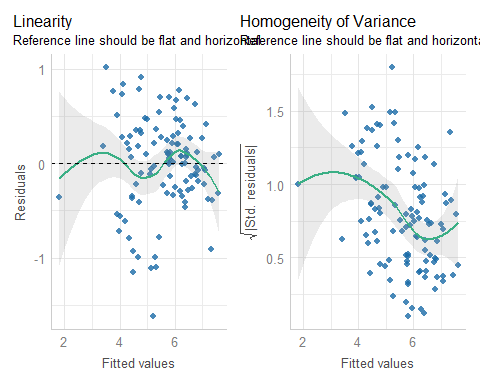 Linearity
Reference line should be flat and horizontal
1
0
-1
Residuals
2
4
6
Fitted values
Homogeneity of Variance
Reference line should be flat and horizonta
1.5
1.0
0.5
√|Std. residuals|
2
4
6
Fitted values